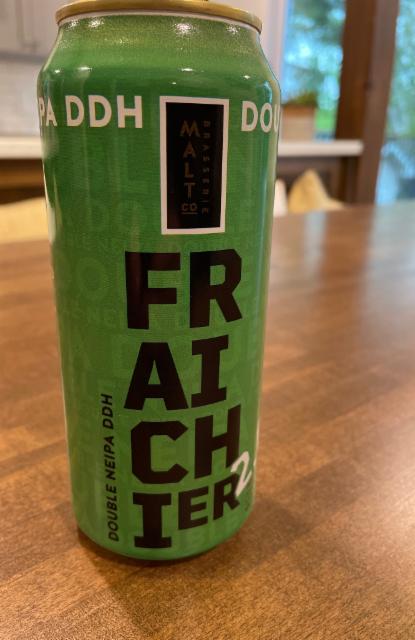 PA DDH
DOU
BRASSERIE
MALT
CO
FR
AI
CH
IER
2.
DOUBLE NEIPA DDH